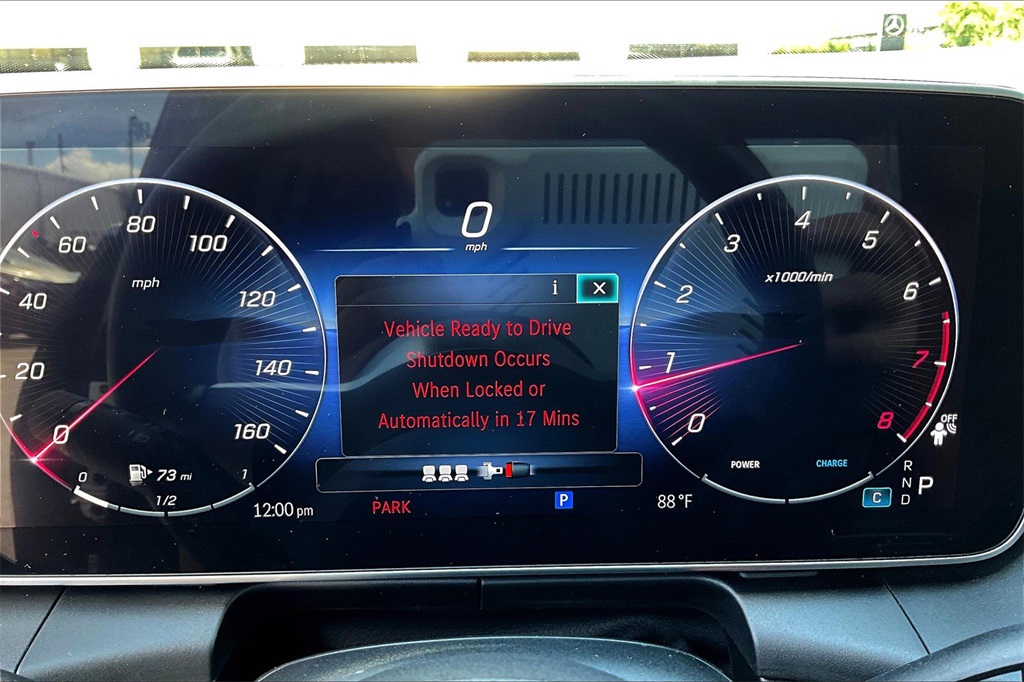 0
mph
i X
Vehicle Ready to Drive
Shutdown Occurs
When Locked or
Automatically in 17 Mins
20
40
60
80
100
120
140
160
0
mph
73 mi
0
1/2
1
12:00 pm
PARK
P
88°F
0
1
2
3
4
5
6
7
8
x1000/min
POWER
CHARGE
OFF
C
R
N
D
P